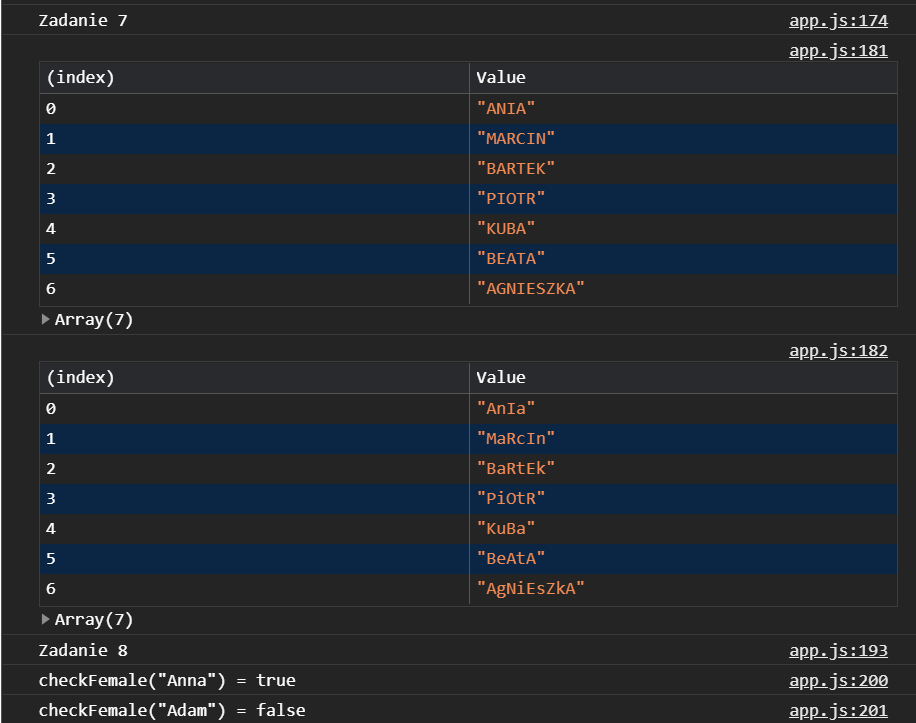 Zadanie 7 app.js:174
app.js:181
(index) Value
0 "ANIA"
1 "MARCIN"
2 "BARTEK"
3 "PIOTR"
4 "KUBA"
5 "BEATA"
6 "AGNIESZKA"
Array(7)
app.js:182
(index) Value
0 "AnIa"
1 "MaRcIn"
2 "BaRtEk"
3 "PiOtR"
4 "KuBa"
5 "BeAtA"
6 "AgNiEsZkA"
Array(7)
Zadanie 8 app.js:193
checkFemale("Anna") = true app.js:200
checkFemale("Adam") = false app.js:201